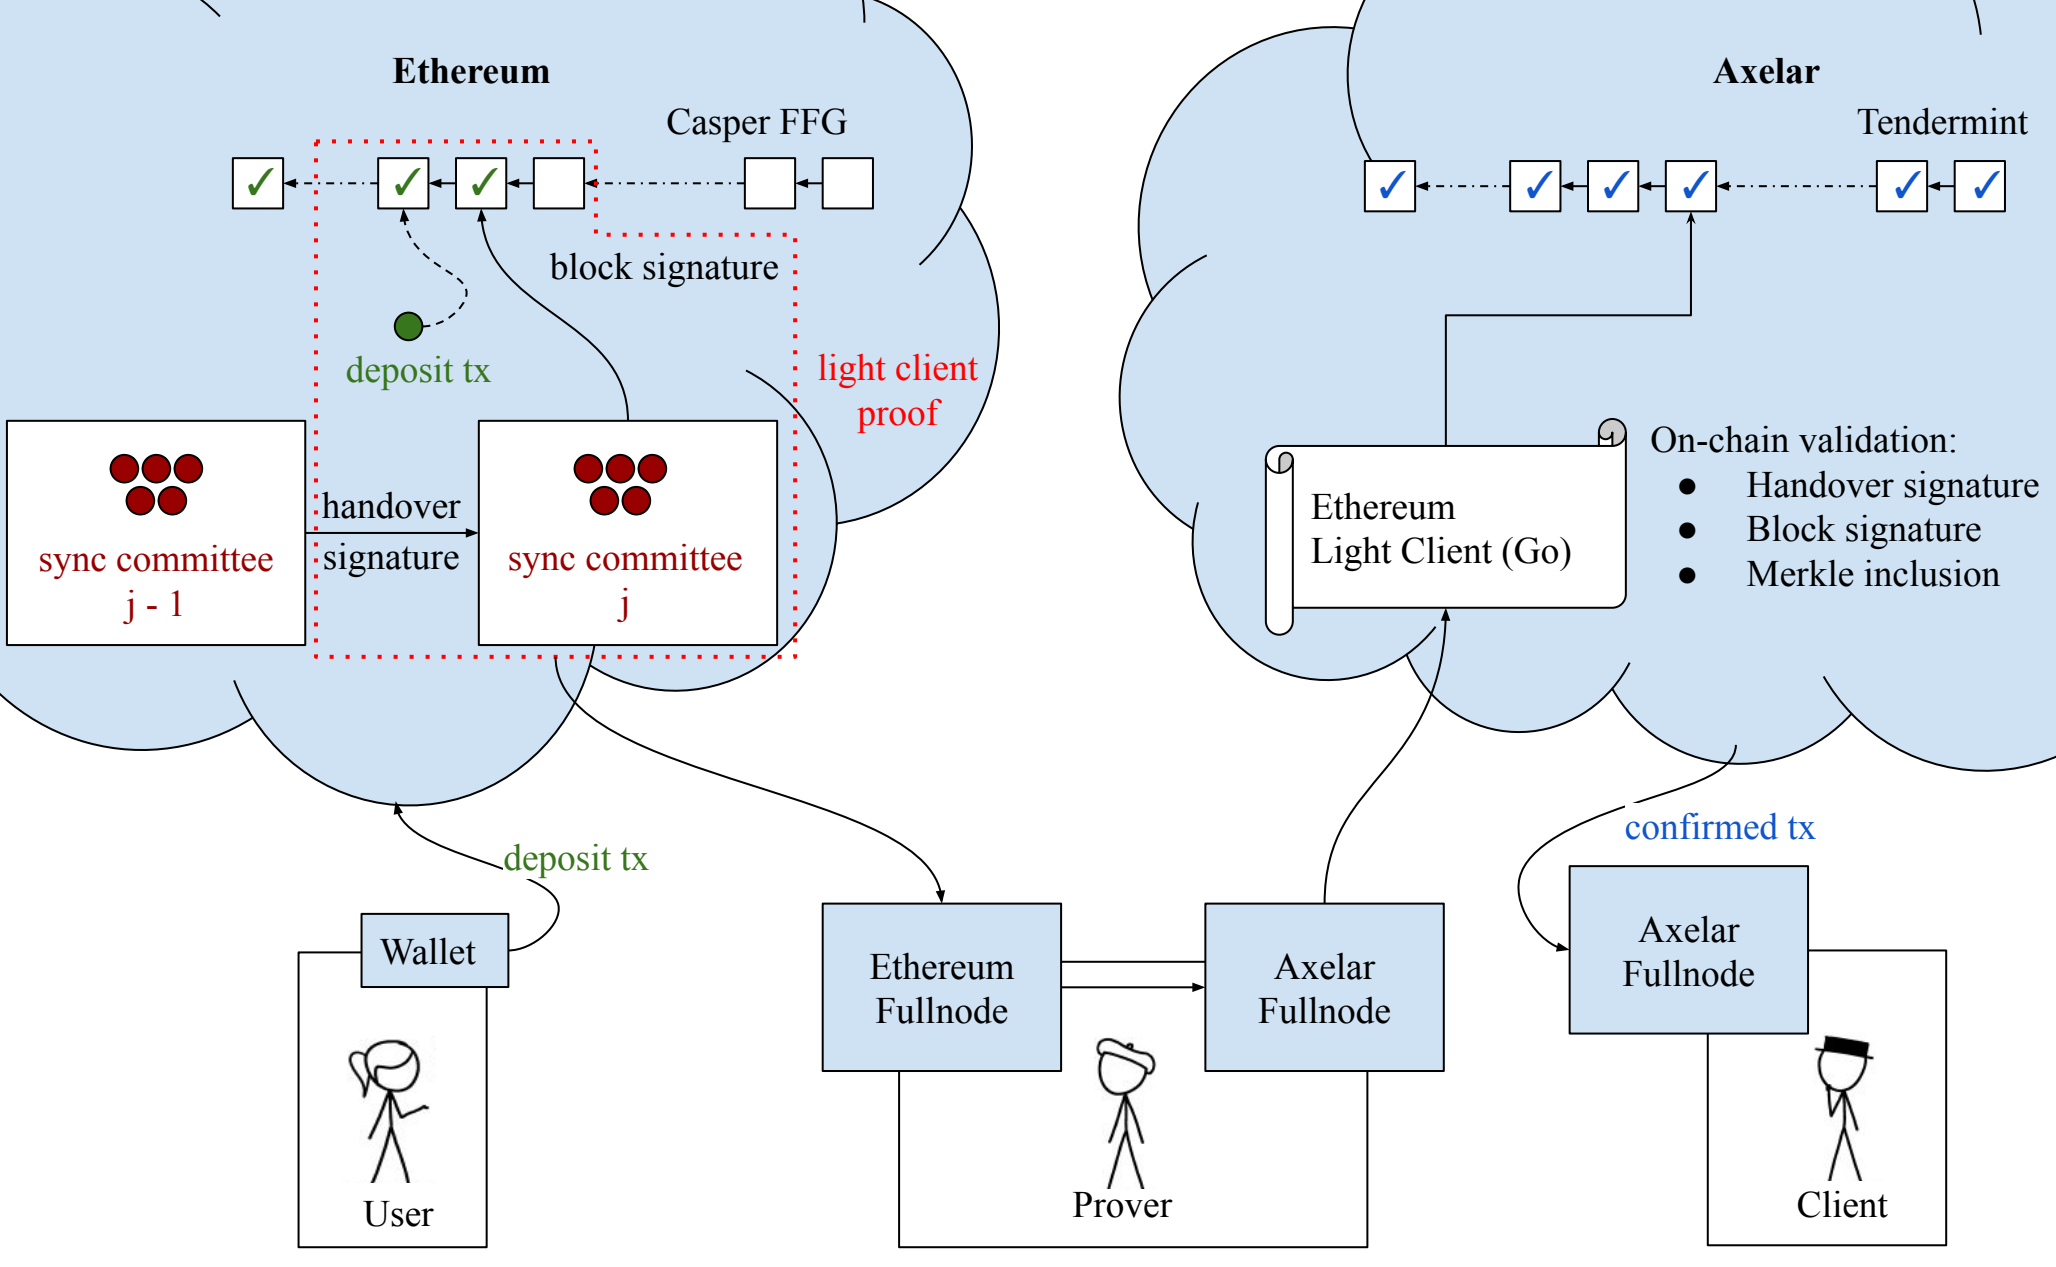 Ethereum
Casper FFG
block signature
deposit tx
light client
proof
handover
signature
sync committee
j - 1
sync committee
j
Axelar
Tendermint
Ethereum
Light Client (Go)
On-chain validation:
● Handover signature
● Block signature
● Merkle inclusion
deposit tx
Wallet
User
Ethereum
Fullnode
Axelar
Fullnode
Prover
confirmed tx
Axelar
Fullnode
Client